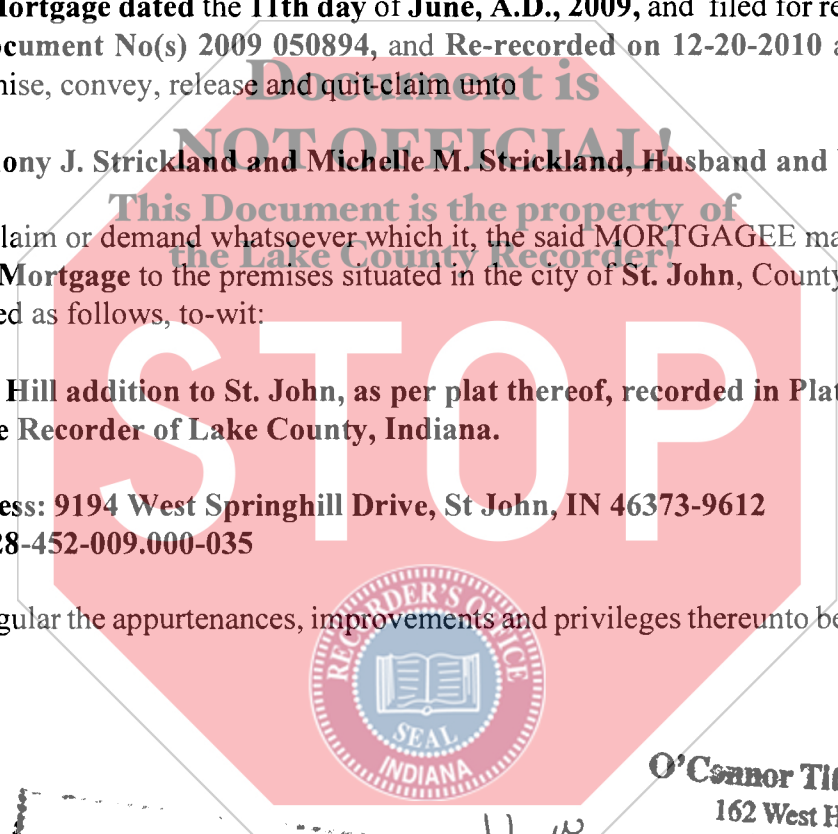 Mortgage dated the 11th day of June, A.D., 2009, and filed for re
ocument No(s) 2009 050894, and Re-recorded on 12-20-2010 a
Document is
nise, convey, release and quit-claim unto
NOT OFFICIAL!
ony J. Strickland and Michelle M. Strickland, Husband and
This Document is the property of
laim or demand whatsoever which it, the said MORTGAGEE ma
the Lake County Recorder!
Mortgage to the premises situated in the city of St. John, County
ed as follows, to-wit:
STOP
Hill addition to St. John, as per plat thereof, recorded in Plat
e Recorder of Lake County, Indiana.
ess: 9194 West Springhill Drive, St John, IN 46373-9612
28-452-009.000-035
gular the appurtenances, improvements and privileges thereunto be
RECORDER'S OFFICE
SEAL
INDIANA
O'Connor Tit
162 West H